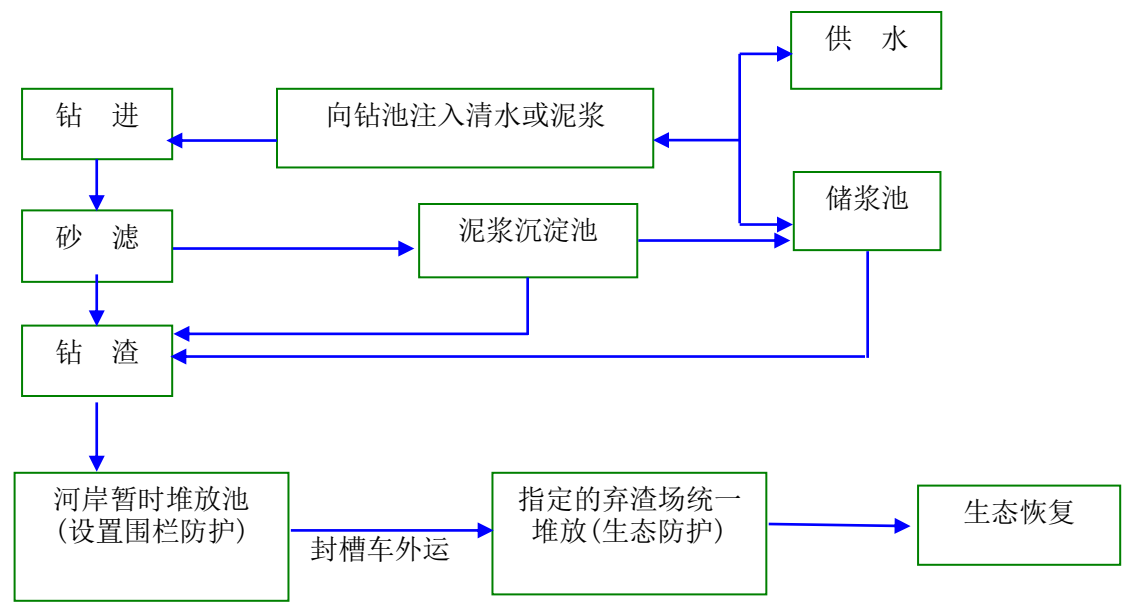 供 水
钻 进
向钻池注入清水或泥浆
储浆池
砂 滤
泥浆沉淀池
钻 渣
河岸暂时堆放池
(设置围栏防护)
封槽车外运
指定的弃渣场统一
堆放(生态防护)
生态恢复